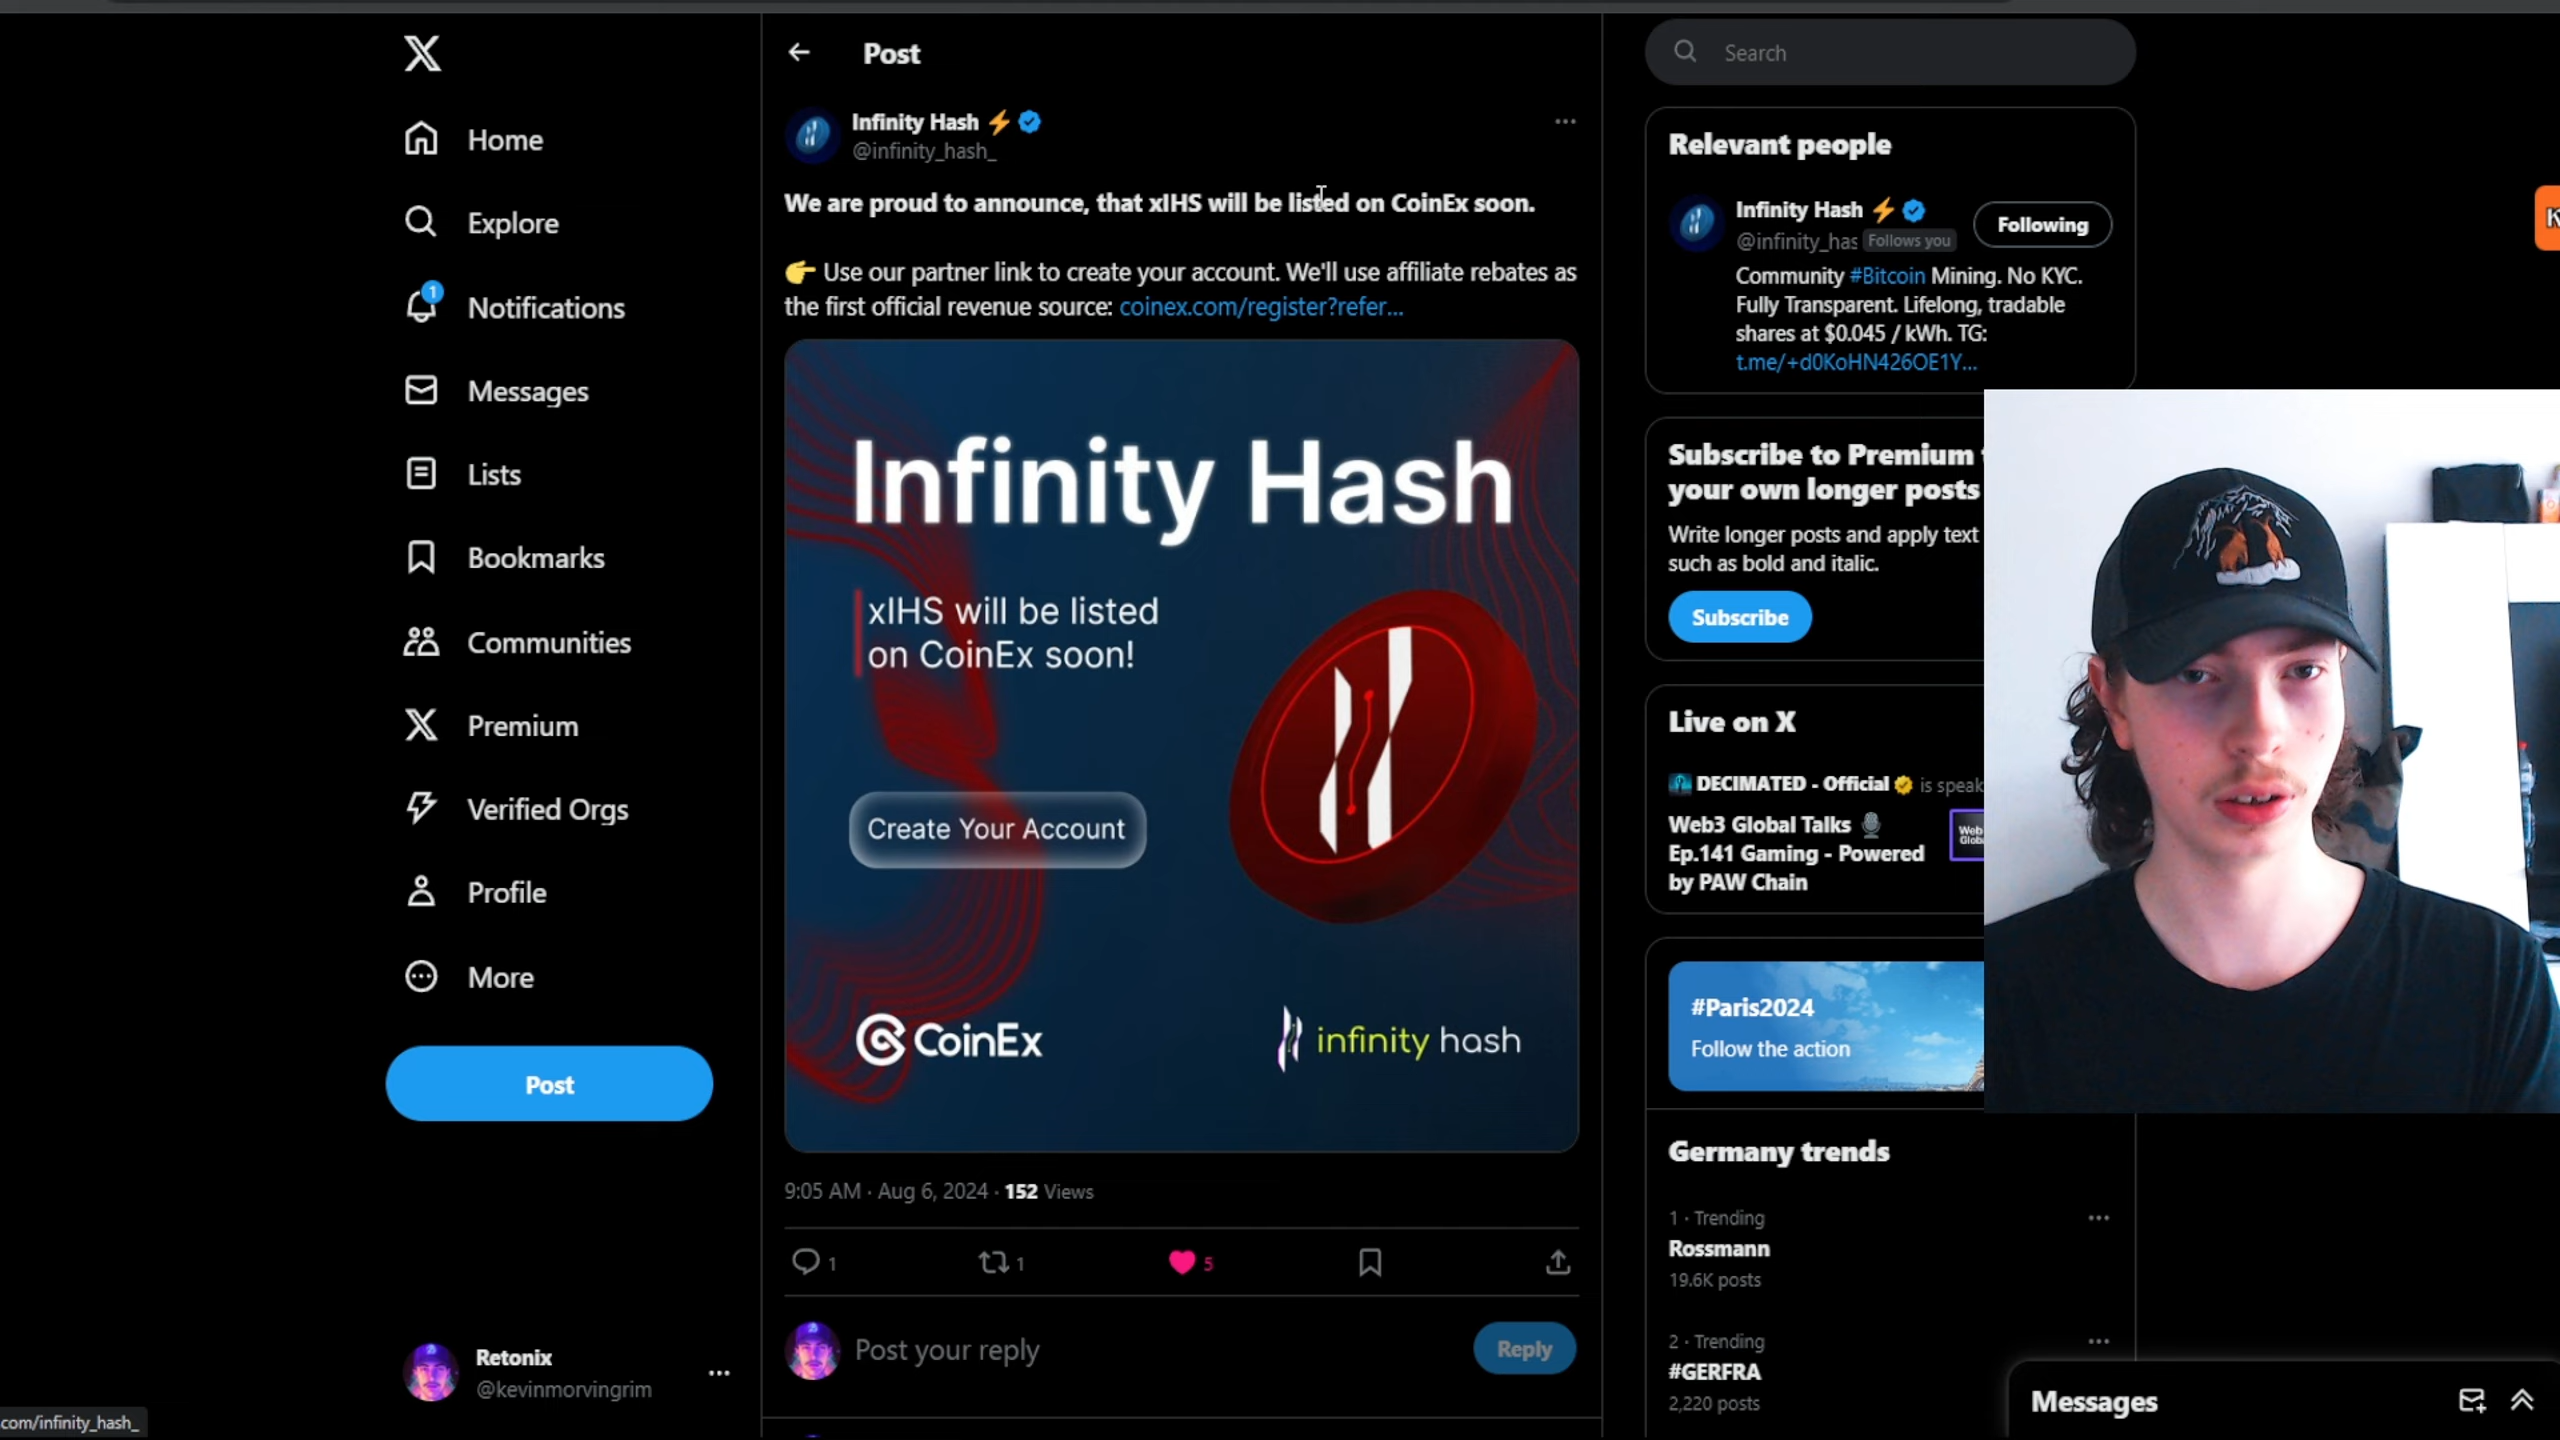 Home
Explore
1
Notifications
Messages
Lists
Bookmarks
Communities
Premium
Verified Orgs
Profile
More
Post
Retonix
@kevinmorvingrim
com/infinity_hash_
Post
Infinity Hash
@infinity_hash_
We are proud to announce, that xIHS will be listed on CoinEx soon.
Use our partner link to create your account. We'll use affiliate rebates as
the first official revenue source: coinex.com/register?refer...
Infinity Hash
xIHS will be listed
on CoinEx soon!
Create Your Account
CoinEx
infinity hash
9:05 AM · Aug 6, 2024 · 152 Views
1
1
5
Post your reply
Reply
Search
Relevant people
Infinity Hash
@infinity_has Follows you
Following
Community #Bitcoin Mining. No KYC.
Fully Transparent. Lifelong, tradable
shares at $0.045 / kWh. TG:
t.me/+d0KoHN426OE1Y...
Subscribe to Premium
your own longer posts
Write longer posts and apply text
such as bold and italic.
Subscribe
Live on X
DECIMATED - Official is speak
Web3 Global Talks
Ep.141 Gaming - Powered
by PAW Chain
Web
#Paris2024
Follow the action
Germany trends
1 · Trending
Rossmann
19.6K posts
2 · Trending
#GERFRA
2,220 posts
Messages